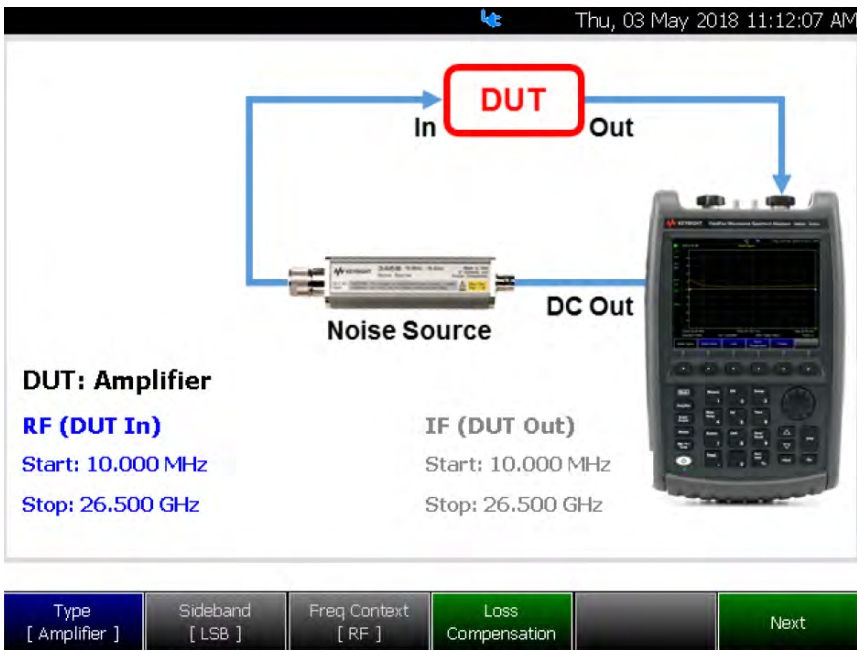 Thu, 03 May 2018 11:12:07 AM
DUT
In
Out
KEYSIGHT
DC Out
Noise Source
DUT: Amplifier
RF (DUT In)
IF (DUT Out)
Start: 10.000 MHz
Start: 10.000 MHz
Stop: 26.500 GHz
Stop: 26.500 GHz
Type
[ Amplifier ]
Sideband
[ LSB ]
Freq Context
[ RF ]
Loss
Compensation
Next